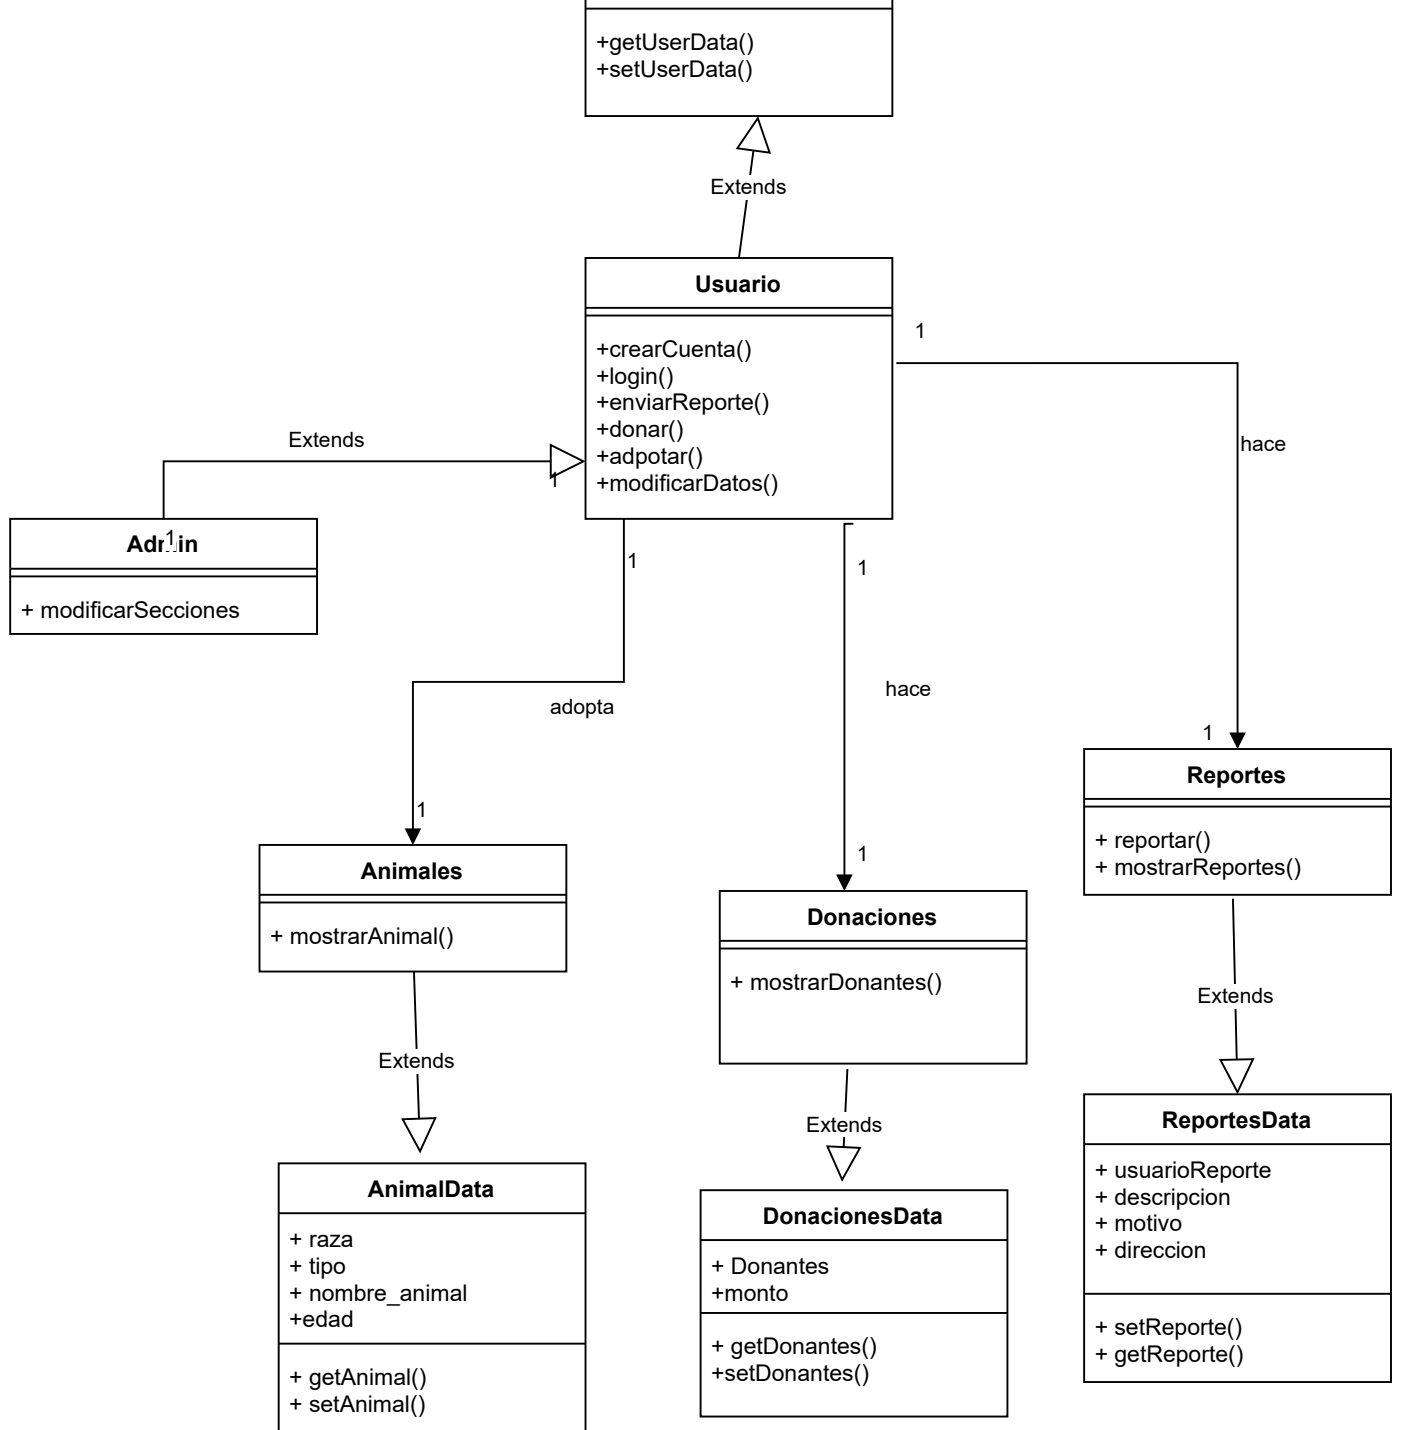 +getUserData()
+setUserData()
Extends
Usuario
+crearCuenta()
+login()
+enviarReporte()
+donar()
+adpotar()
+modificarDatos()
1
hace
1
Extends
1
1
Admin
+ modificarSecciones
1
adopta
1
1
hace
1
Reportes
+ reportar()
+ mostrarReportes()
Animales
+ mostrarAnimal()
Donaciones
+ mostrarDonantes()
Extends
Extends
Extends
ReportesData
+ usuarioReporte
+ descripcion
+ motivo
+ direccion
+ setReporte()
+ getReporte()
AnimalData
+ raza
+ tipo
+ nombre_animal
+edad
+ getAnimal()
+ setAnimal()
DonacionesData
+ Donantes
+monto
+ getDonantes()
+setDonantes()